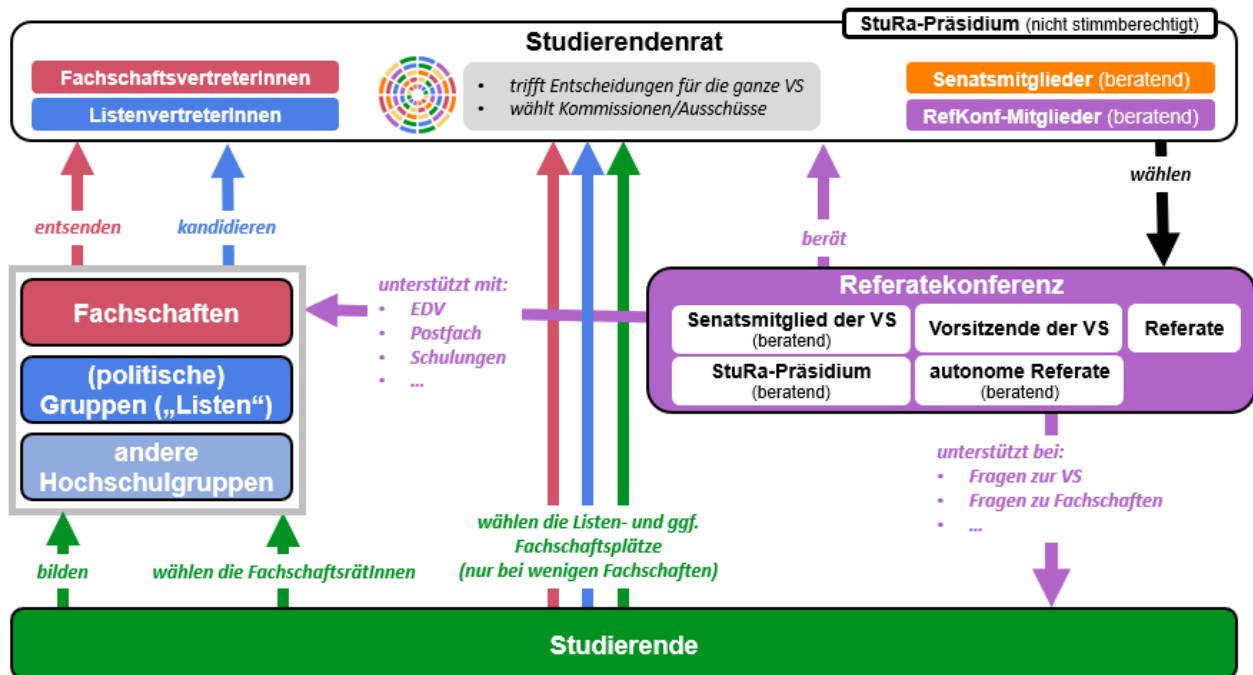 StuRa-Präsidium (nicht stimmberechtigt)
Studierendenrat
FachschaftsvertreterInnen
ListenvertreterInnen
• trifft Entscheidungen für die ganze VS
• wählt Kommissionen/Ausschüsse
Senatsmitglieder (beratend)
RefKonf-Mitglieder (beratend)
entsenden
kandidieren
berät
wählen
Fachschaften
(politische)
Gruppen („Listen“)
andere
Hochschulgruppen
unterstützt mit:
• EDV
• Postfach
• Schulungen
• ...
Referatekonferenz
Senatsmitglied der VS
(beratend)
Vorsitzende der VS
Referate
StuRa-Präsidium
(beratend)
autonome Referate
(beratend)
unterstützt bei:
• Fragen zur VS
• Fragen zu Fachschaften
• ...
bilden
wählen die FachschaftsrätInnen
wählen die Listen- und ggf.
Fachschaftsplätze
(nur bei wenigen Fachschaften)
Studierende